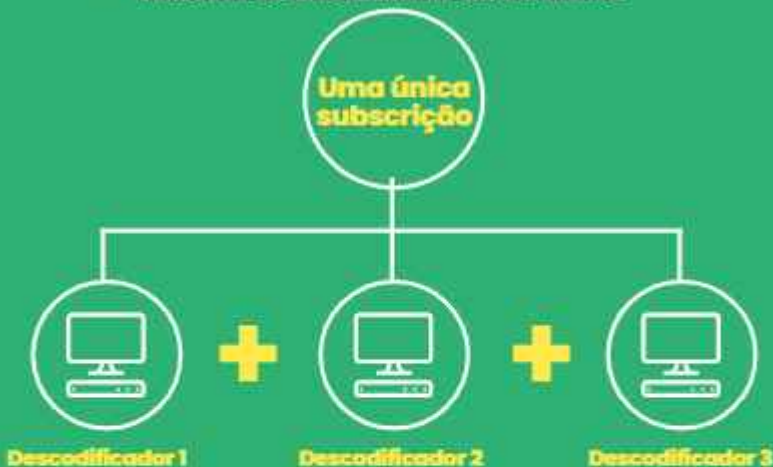 Uma única
subscrição
Descodificador 1
Descodificador 2
Descodificador 3